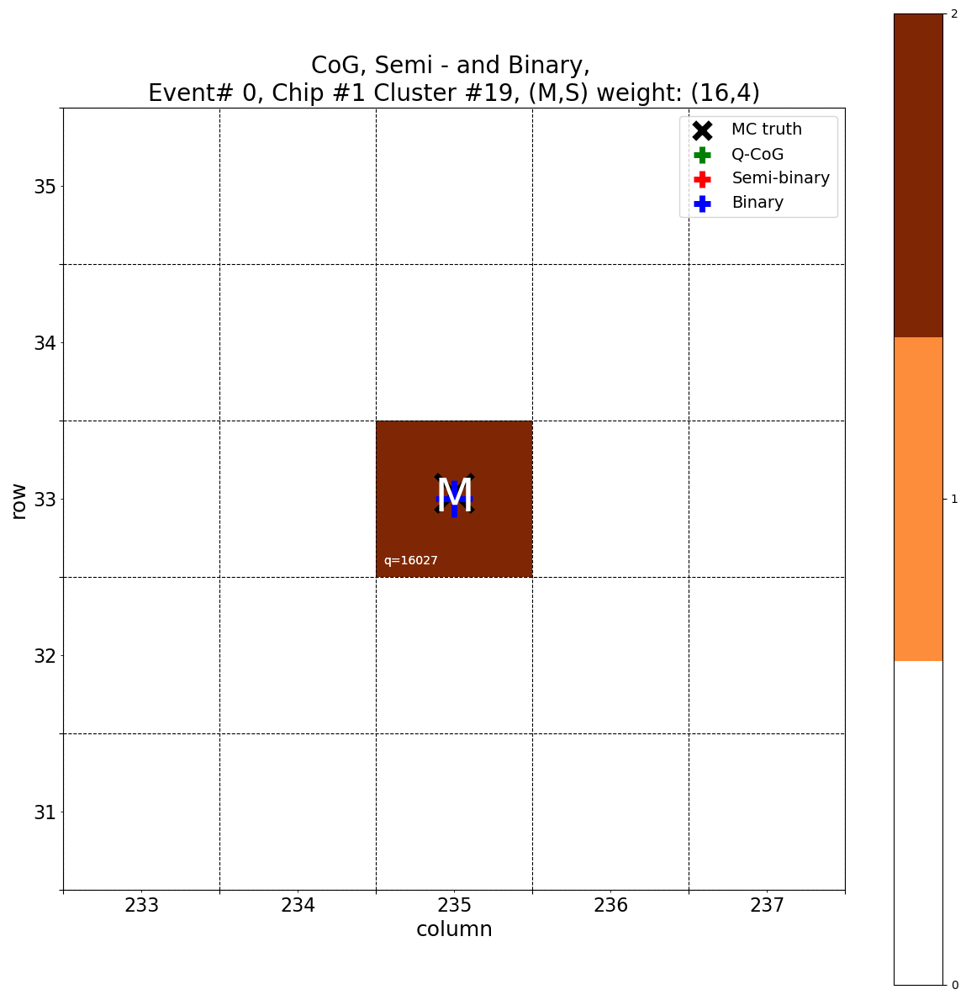 CoG, Semi - and Binary,
Event# 0, Chip #1 Cluster #19, (M,S) weight: (16,4)
MC truth
Q-CoG
Semi-binary
Binary
35
34
33
32
31
row
M
q=16027
233 234 235 236 237
column
2
1
0